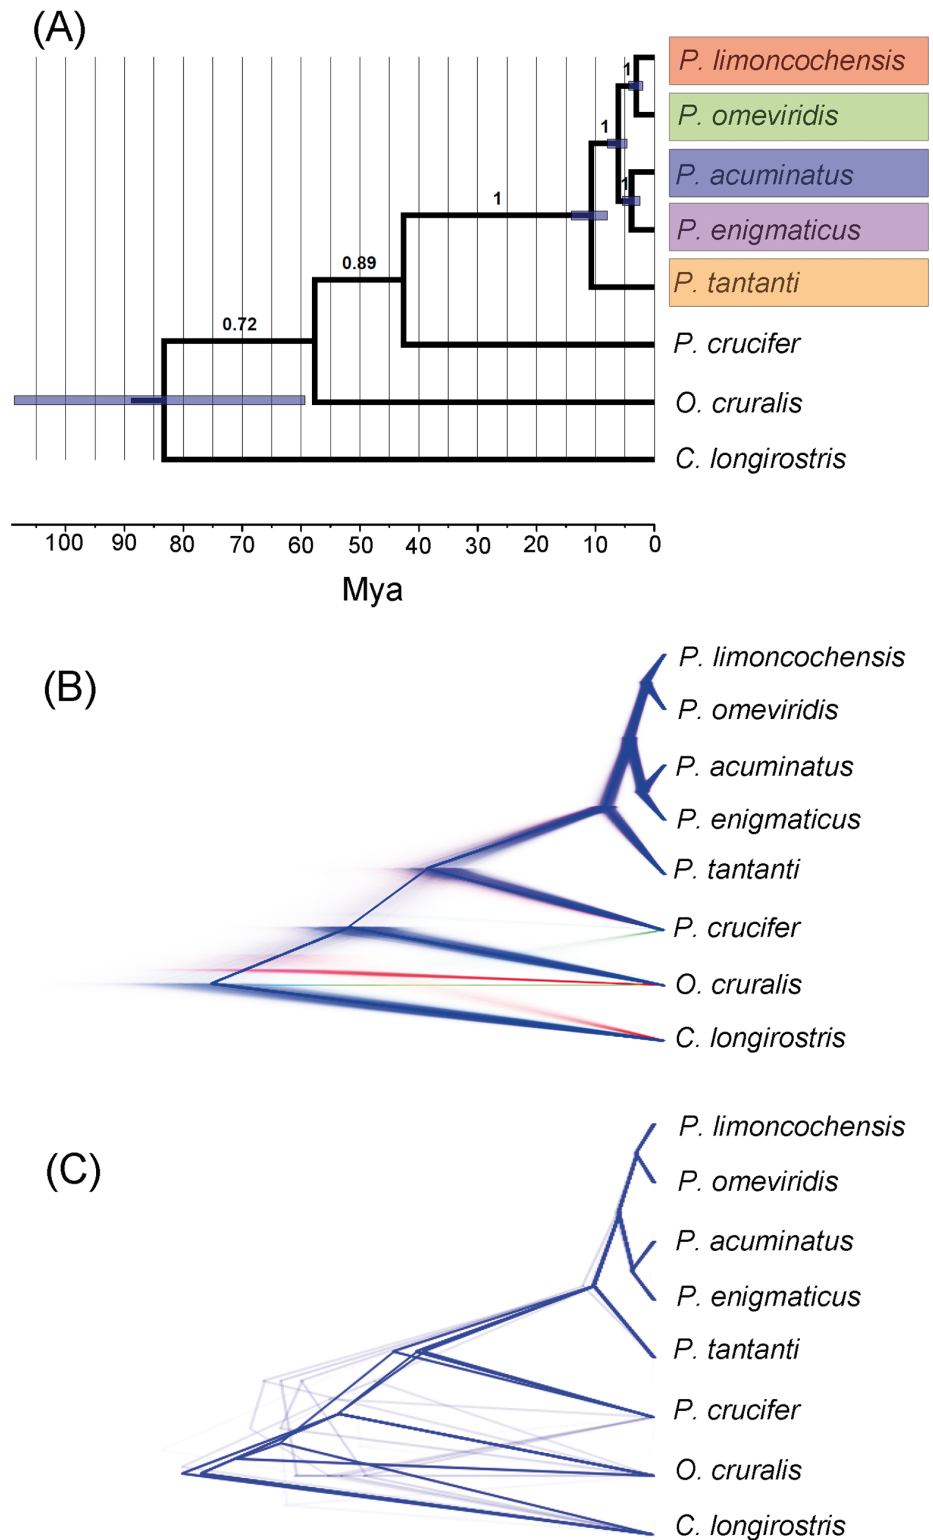 (A)
P. limoncochensis
1
P. omeviridis
1
P. acuminatus
1
1
P. enigmaticus
P. tantanti
0.89
0.72
P. crucifer
O. cruralis
C. longirostris
100 90 80 70 60 50 40 30 20 10 0
Mya
(B)
P. limoncochensis
P. omeviridis
P. acuminatus
P. enigmaticus
P. tantanti
P. crucifer
O. cruralis
C. longirostris
(C)
P. limoncochensis
P. omeviridis
P. acuminatus
P. enigmaticus
P. tantanti
P. crucifer
O. cruralis
C. longirostris